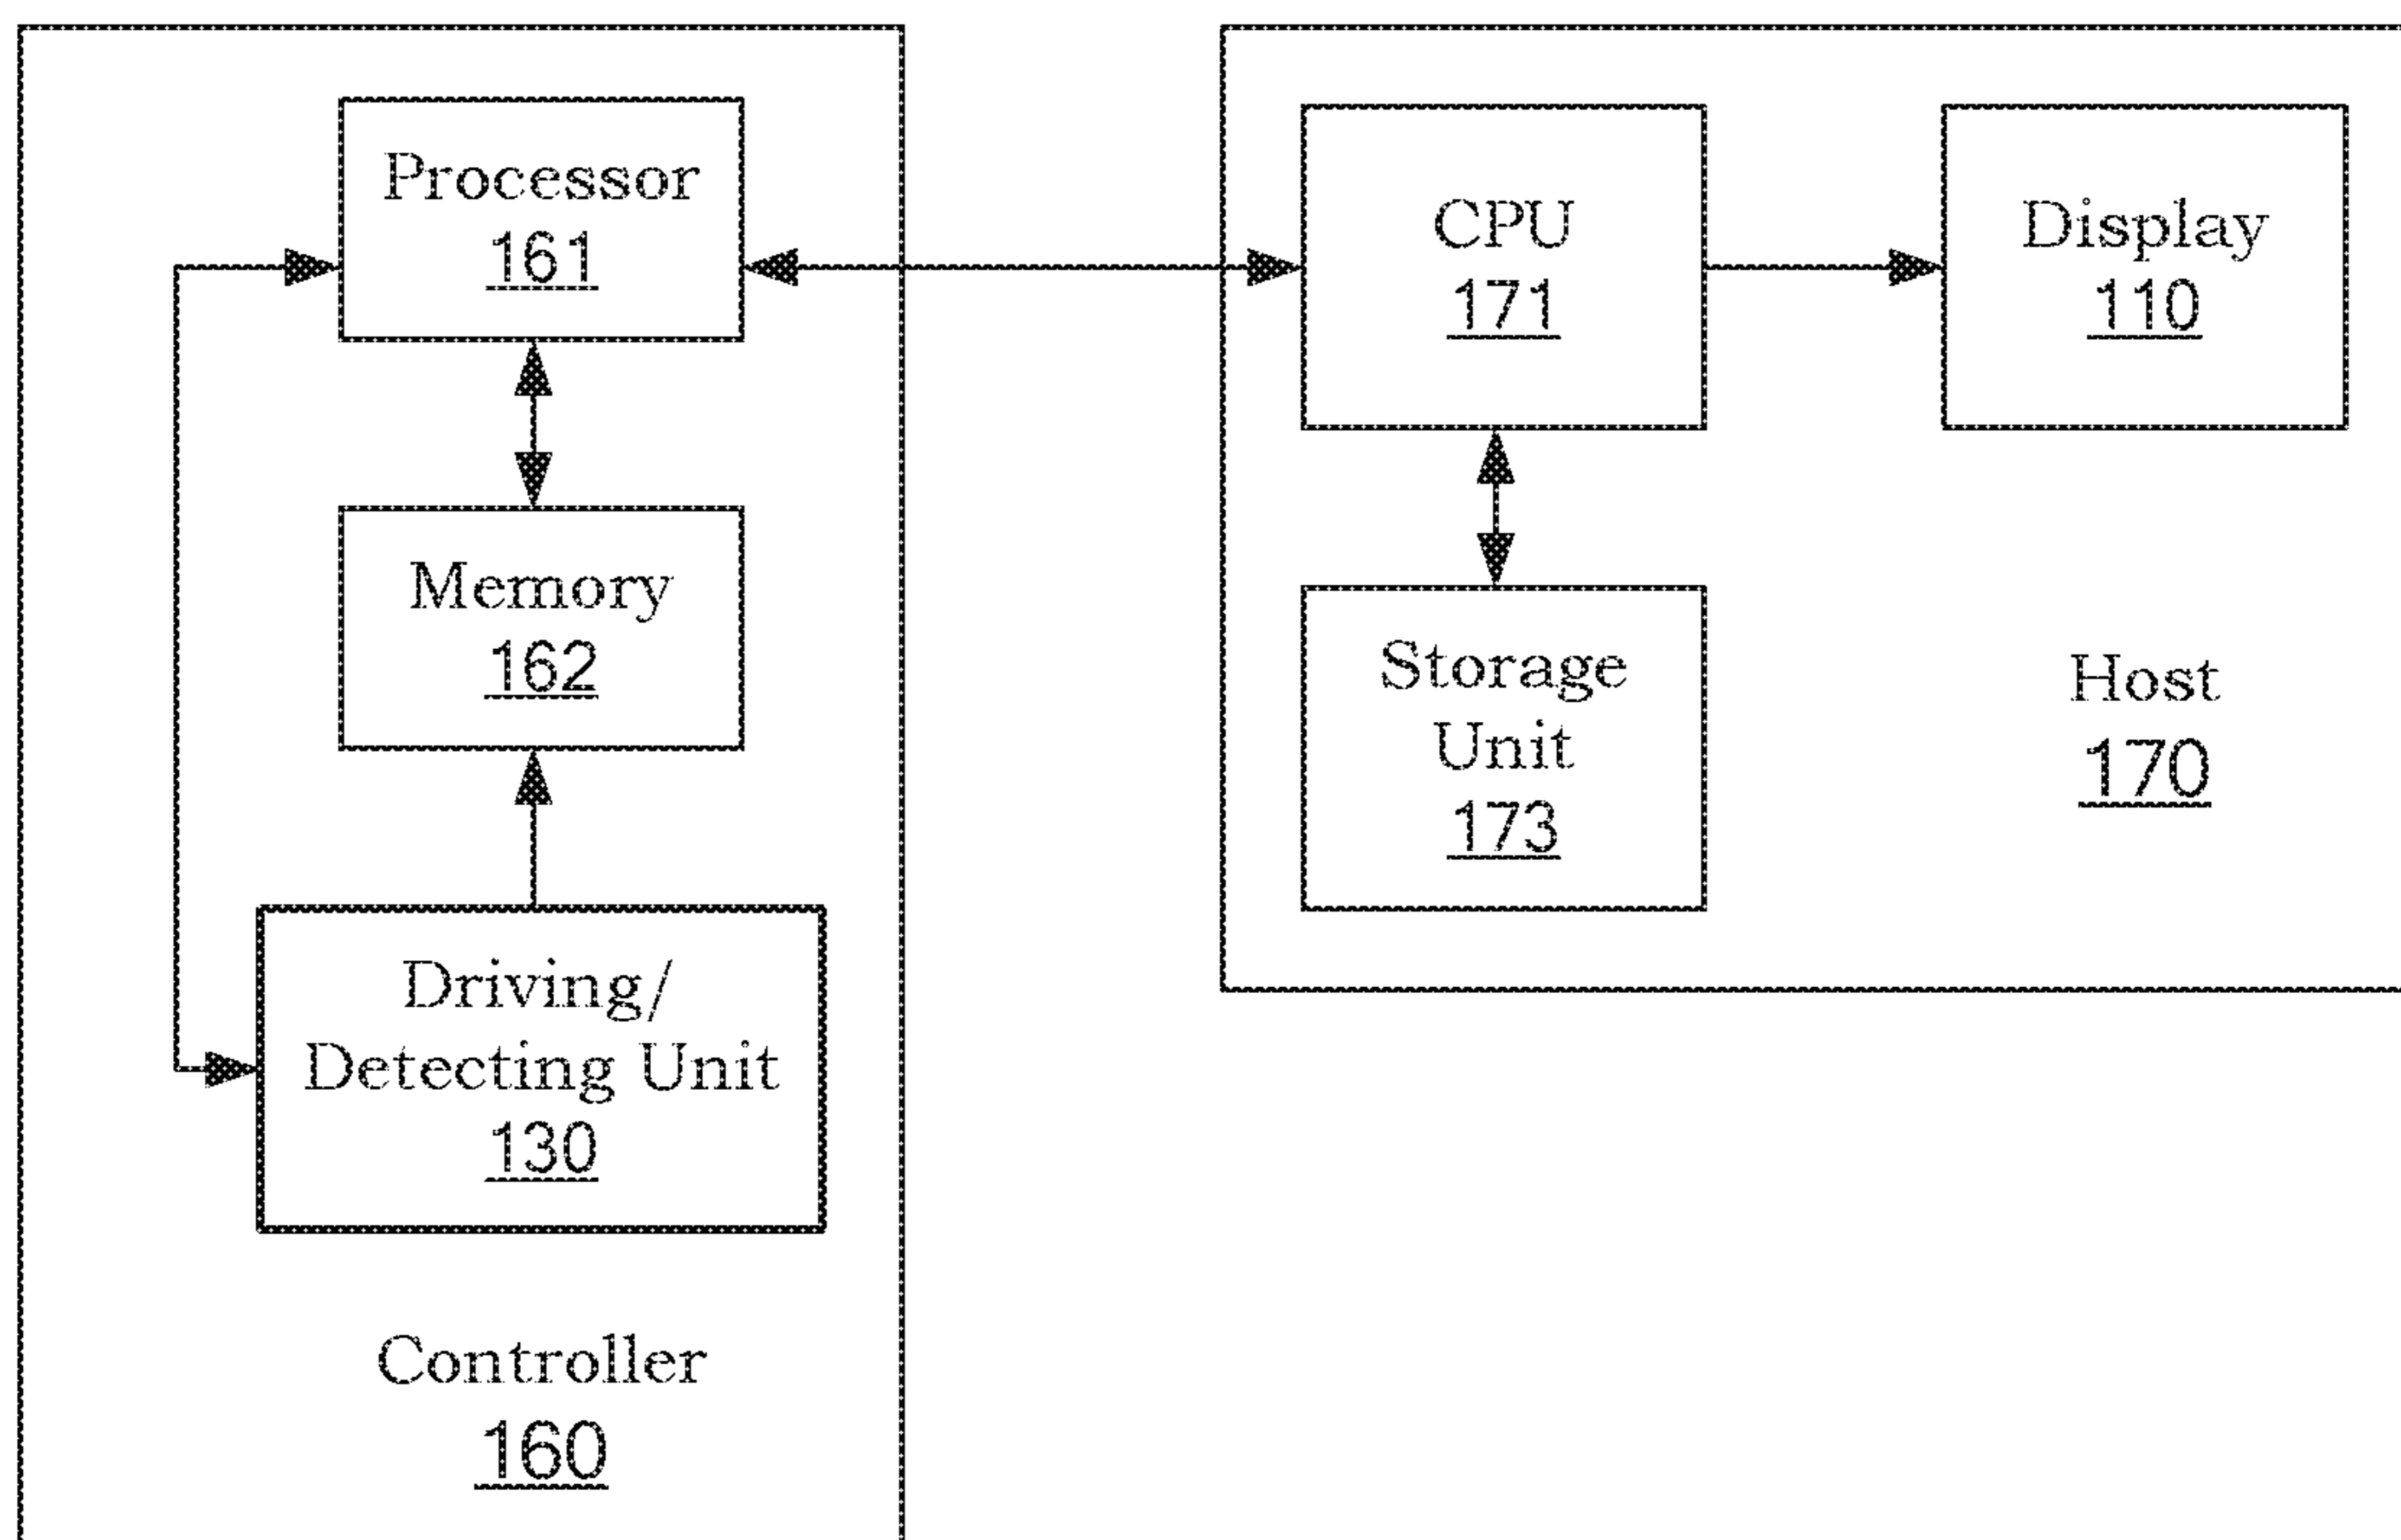 Processor
161
Memory
162
Driving/
Detecting Unit
130
Controller
160
CPU
171
Display
110
Storage
Unit
173
Host
170